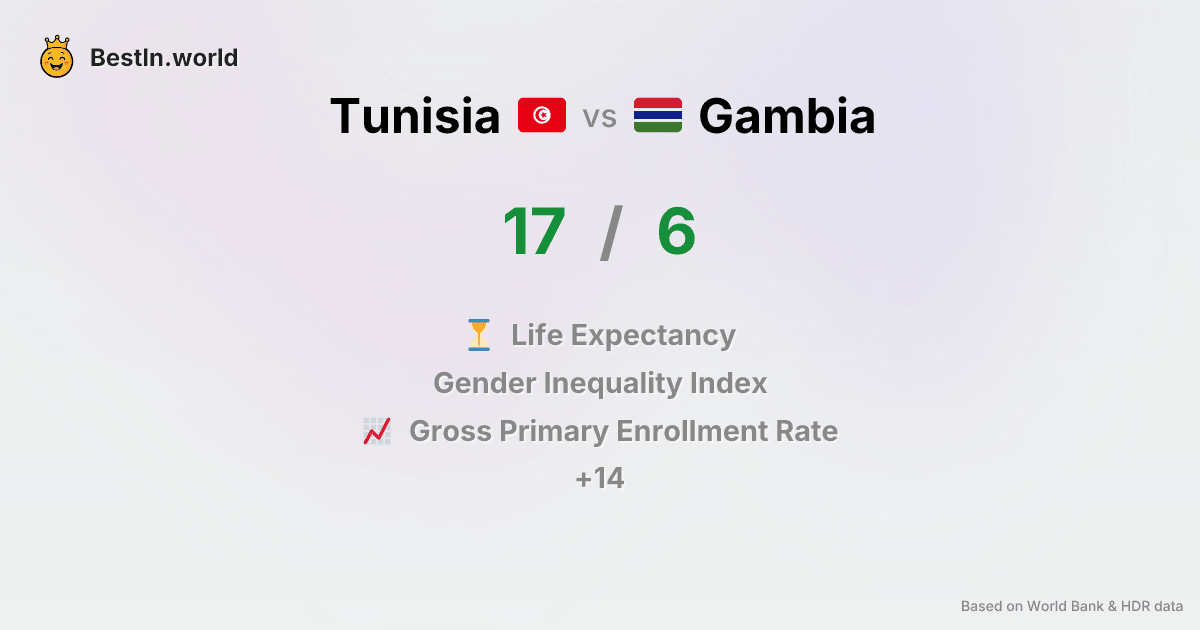 BestIn.world
Tunisia vs Gambia
17 / 6
Life Expectancy
Gender Inequality Index
Gross Primary Enrollment Rate
+14
Based on World Bank & HDR data